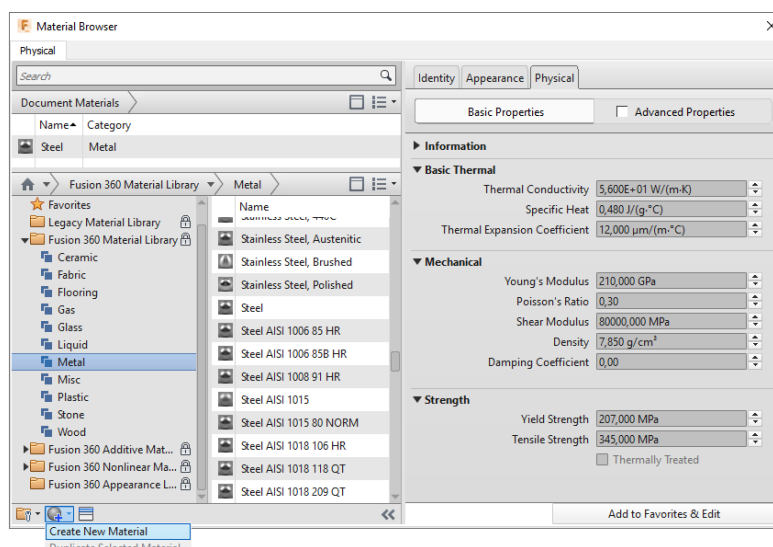 Material Browser
Physical
Search
Document Materials
Name Category
Steel Metal
Fusion 360 Material Library Metal
Favorites
Legacy Material Library
Fusion 360 Material Library
Ceramic
Fabric
Flooring
Gas
Glass
Liquid
Metal
Misc
Plastic
Stone
Wood
Fusion 360 Additive Mat...
Fusion 360 Nonlinear Ma...
Fusion 360 Appearance L...
Name
Stainless Steel, 440C
Stainless Steel, Austenitic
Stainless Steel, Brushed
Stainless Steel, Polished
Steel
Steel AISI 1006 85 HR
Steel AISI 1006 85B HR
Steel AISI 1008 91 HR
Steel AISI 1015
Steel AISI 1015 80 NORM
Steel AISI 1018 106 HR
Steel AISI 1018 118 QT
Steel AISI 1018 209 QT
Create New Material
Duplicate Selected Material
Identity Appearance Physical
Basic Properties Advanced Properties
Information
Basic Thermal
Thermal Conductivity 5,600E+01 W/(m·K)
Specific Heat 0,480 J/(g·°C)
Thermal Expansion Coefficient 12,000 µm/(m·°C)
Mechanical
Young's Modulus 210,000 GPa
Poisson's Ratio 0,30
Shear Modulus 80000,000 MPa
Density 7,850 g/cm³
Damping Coefficient 0,00
Strength
Yield Strength 207,000 MPa
Tensile Strength 345,000 MPa
Thermally Treated
Add to Favorites & Edit